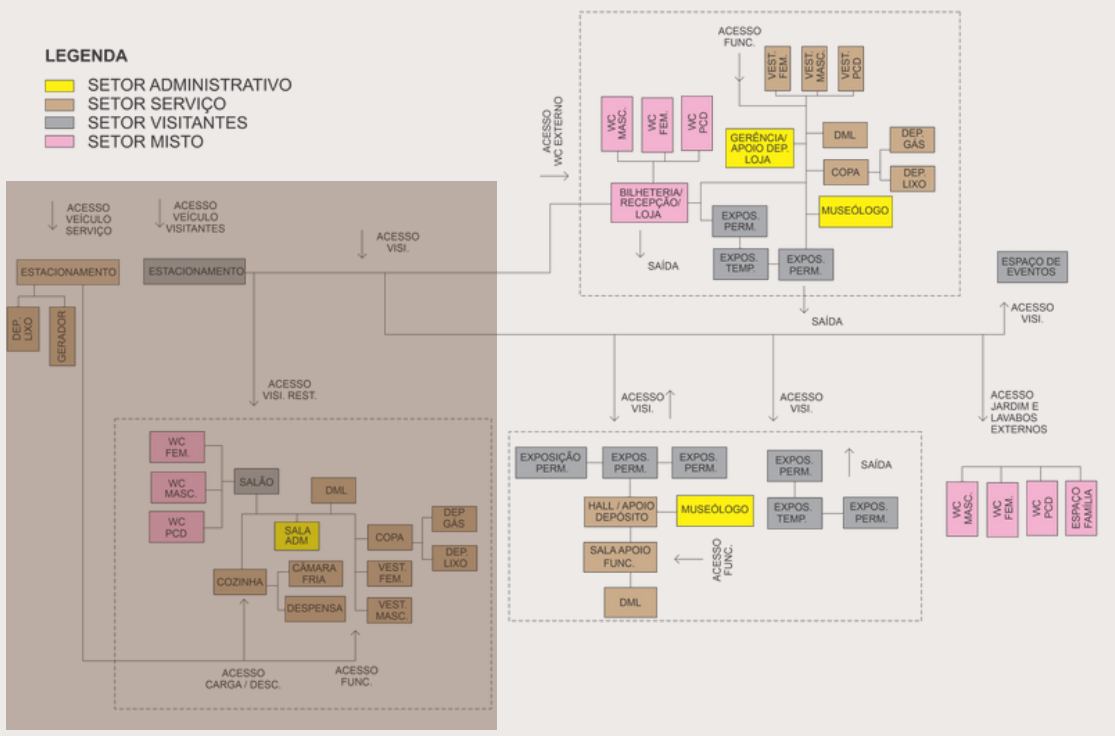 LEGENDA
SETOR ADMINISTRATIVO
SETOR SERVIÇO
SETOR VISITANTES
SETOR MISTO
ACESSO
FUNC.
VEST.
FEM.
VEST.
MASC.
VEST.
PCD
ACESSO
WC EXTERNO
WC
MASC.
WC
FEM.
WC
PCD
GERÊNCIA/
APOIO DEP.
LOJA
DML
DEP.
GÁS
COPA
DEP.
LIXO
BILHETERIA/
RECEPÇÃO/
LOJA
EXPOS.
PERM.
MUSEÓLOGO
SAÍDA
EXPOS.
TEMP.
EXPOS.
PERM.
SAÍDA
ESPAÇO DE
EVENTOS
ACESSO
VISI.
ACESSO
VEÍCULO
SERVIÇO
ACESSO
VEÍCULO
VISITANTES
ACESSO
VISI.
ESTACIONAMENTO
ESTACIONAMENTO
DEP.
LIXO
GERADOR
ACESSO
VISI. REST.
ACESSO
VISI.
ACESSO
VISI.
ACESSO
JARDIM E
LAVABOS
EXTERNOS
WC
FEM.
WC
MASC.
WC
PCD
SALÃO
DML
SALA
ADM
COPA
DEP
GÁS
DEP.
LIXO
COZINHA
CÂMARA
FRIA
VEST.
FEM.
DESPENSA
VEST.
MASC.
ACESSO
CARGA / DESC.
ACESSO
FUNC.
EXPOSIÇÃO
PERM.
EXPOS.
PERM.
EXPOS.
PERM.
HALL / APOIO
DEPÓSITO
MUSEÓLOGO
SALA APOIO
FUNC.
ACESSO
FUNC.
DML
EXPOS.
PERM.
SAÍDA
EXPOS.
TEMP.
EXPOS.
PERM.
WC
MASC.
WC
FEM.
WC
PCD
ESPAÇO
FAMÍLIA